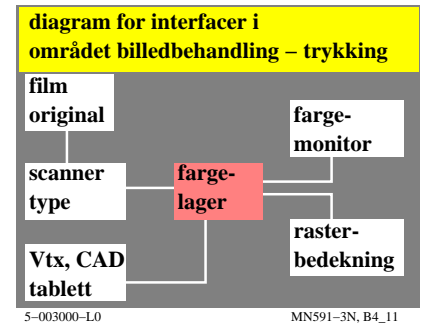 diagram for interfacer i
området billedbehandling – trykking
film
original
farge-
monitor
scanner
type
farge-
lager
raster-
bedekning
Vtx, CAD
tablett
5–003000–L0
MN591–3N, B4_11